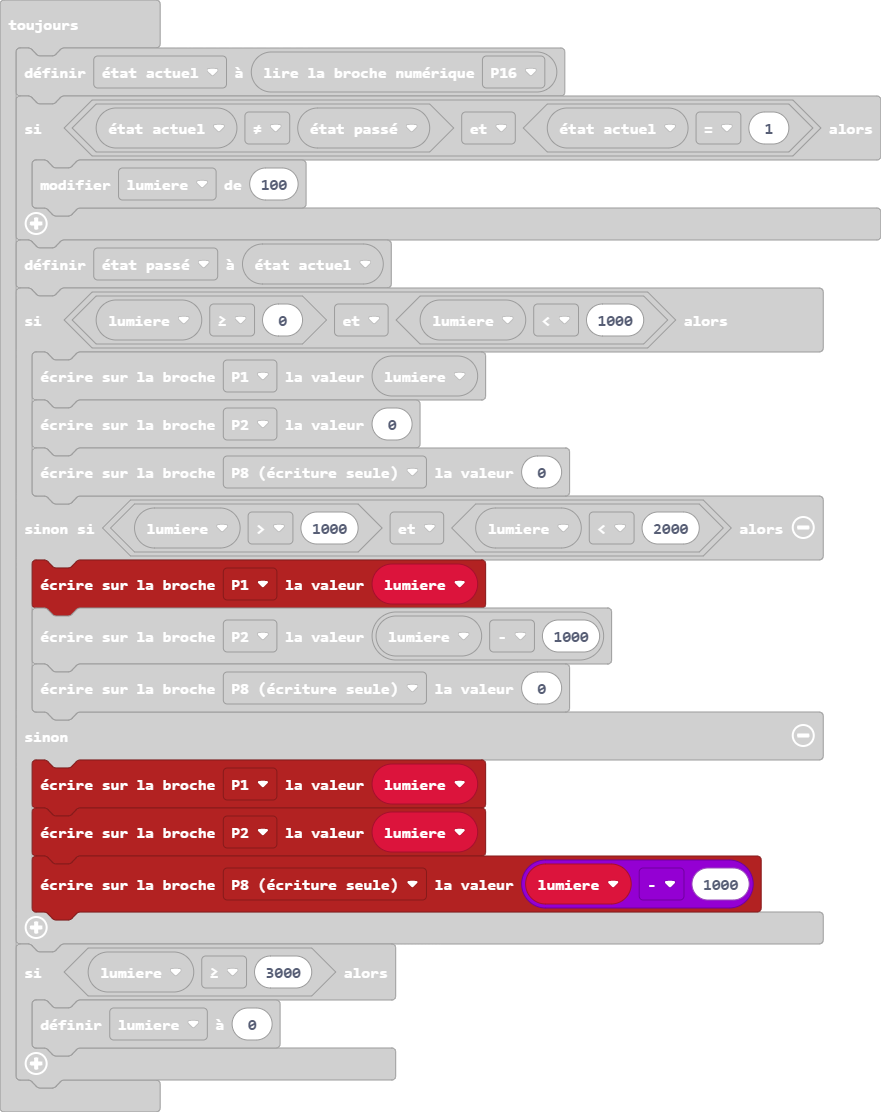 toujours
définir état actuel à lire la broche numérique P16
si état actuel ≠ état passé et état actuel = 1 alors
modifier lumiere de 100
définir état passé à état actuel
si lumiere ≥ 0 et lumiere < 1000 alors
écrire sur la broche P1 la valeur lumiere
écrire sur la broche P2 la valeur 0
écrire sur la broche P8 (écriture seule) la valeur 0
sinon si lumiere > 1000 et lumiere < 2000 alors
écrire sur la broche P1 la valeur lumiere
écrire sur la broche P2 la valeur lumiere - 1000
écrire sur la broche P8 (écriture seule) la valeur 0
sinon
écrire sur la broche P1 la valeur lumiere
écrire sur la broche P2 la valeur lumiere
écrire sur la broche P8 (écriture seule) la valeur lumiere - 1000
si lumiere ≥ 3000 alors
définir lumiere à 0